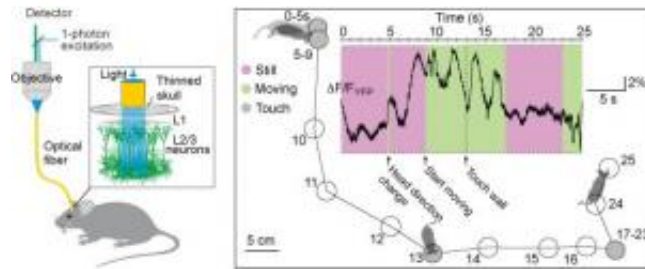 Detector
1-photon
excitation
Objective
Light
Thinned
skull
L1
L2/3
neurons
Optical
fiber
Time (s)
0 5 10 15 20 25
0-5s
5-9
Still
Moving
Touch
2%
5 s
10
11
12
13
14
15
16
17-23
24
25
Head direction
change
Start moving
Touch wall
5 cm